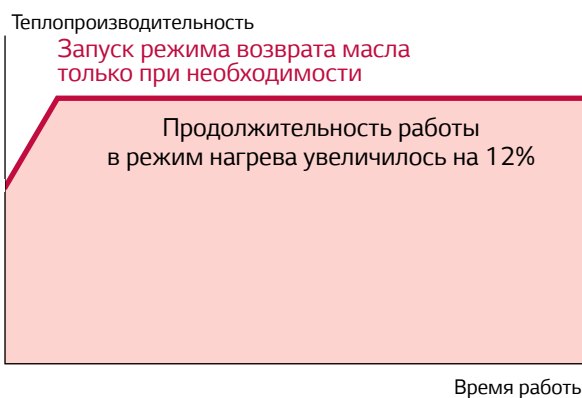 Теплопроизводительность
Запуск режима возврата масла
только при необходимости
Продолжительность работы
в режим нагрева увеличилось на 12%
Время работь